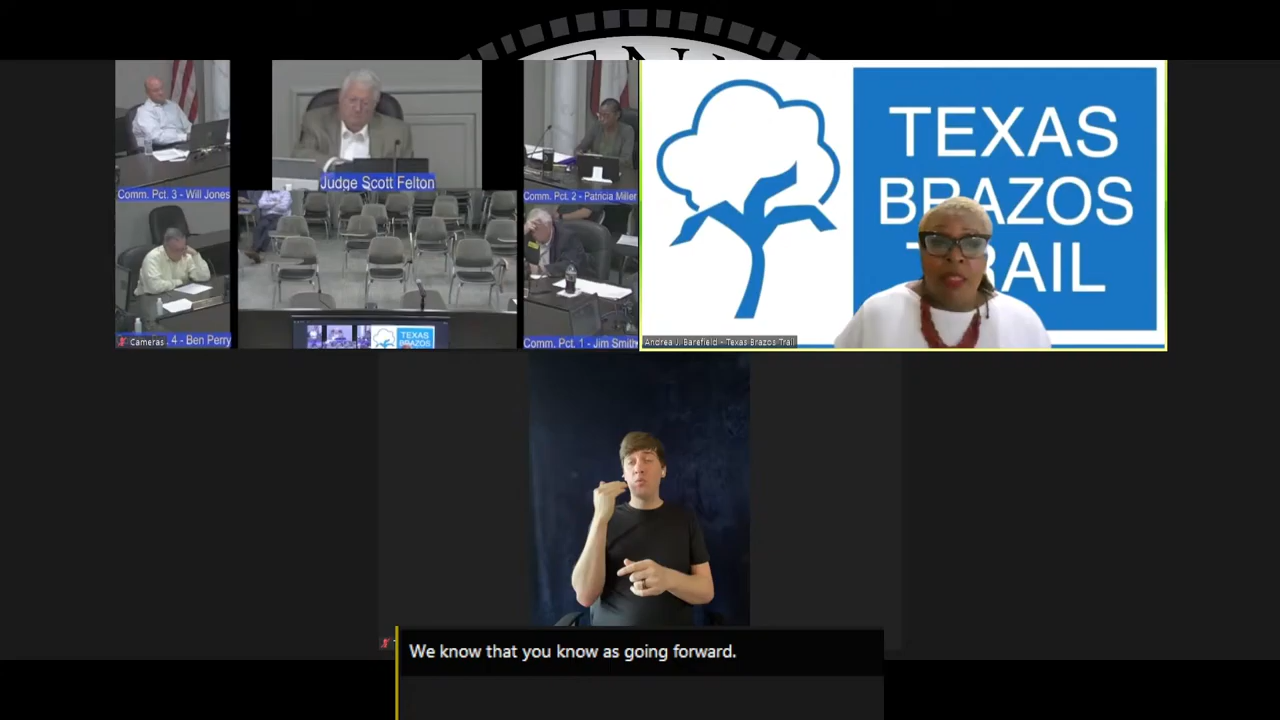 Comm. Pct. 3 - Will Jones
Judge Scott Felton
Comm. Pct. 2 - Patricia Miller
TEXAS
BRAZOS
TRAIL
Cameras . 4 - Ben Perry
TEXAS
BRAZOS
Comm. Pct. 1 - Jim Smith
Andrea J. Barefield - Texas Brazos Trail
We know that you know as going forward.